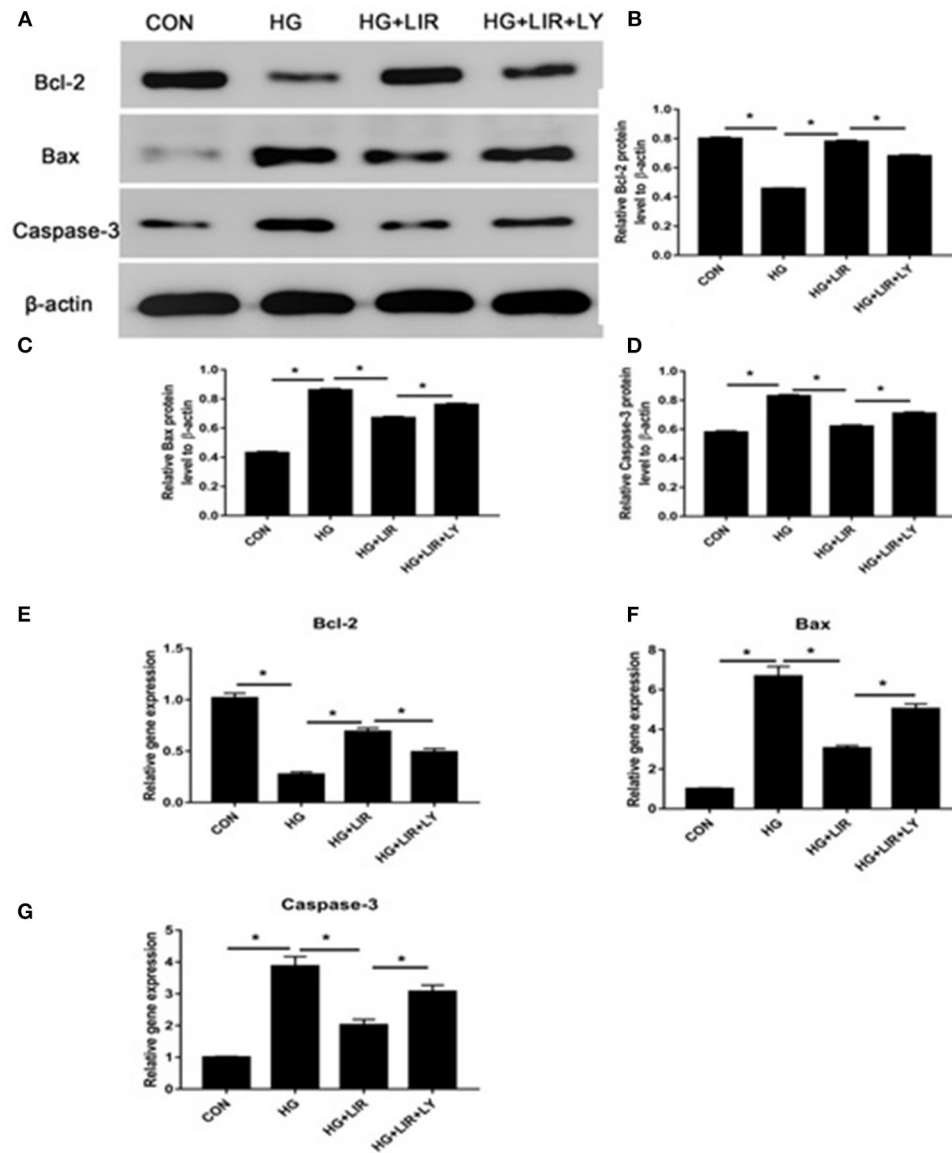 A
CON HG HG+LIR HG+LIR+LY
Bcl-2
Bax
Caspase-3
β-actin
B
Relative Bcl-2 protein
level to β-actin
1.0
0.8
0.6
0.4
0.2
0.0
* * *
CON HG HG+LIR HG+LIR+LY
C
Relative Bax protein
level to β-actin
1.0
0.8
0.6
0.4
0.2
0.0
* * *
CON HG HG+LIR HG+LIR+LY
D
Relative Caspase-3 protein
level to β-actin
1.0
0.8
0.6
0.4
0.2
0.0
* * *
CON HG HG+LIR HG+LIR+LY
E
Bcl-2
Relative gene expression
1.5
1.0
0.5
0.0
* * *
CON HG HG+LIR HG+LIR+LY
F
Bax
Relative gene expression
8
6
4
2
0
* * *
CON HG HG+LIR HG+LIR+LY
G
Caspase-3
Relative gene expression
5
4
3
2
1
0
* * *
CON HG HG+LIR HG+LIR+LY